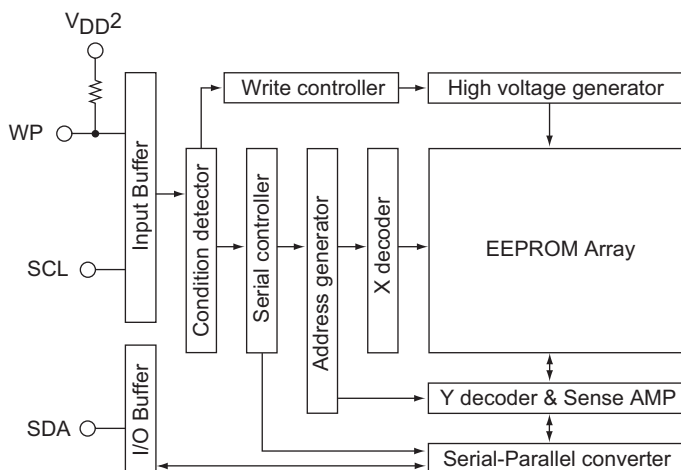 VDD2
Write controller
High voltage generator
WP
Input Buffer
Condition detector
Serial controller
Address generator
X decoder
EEPROM Array
SCL
I/O Buffer
Y decoder & Sense AMP
SDA
Serial-Parallel converter